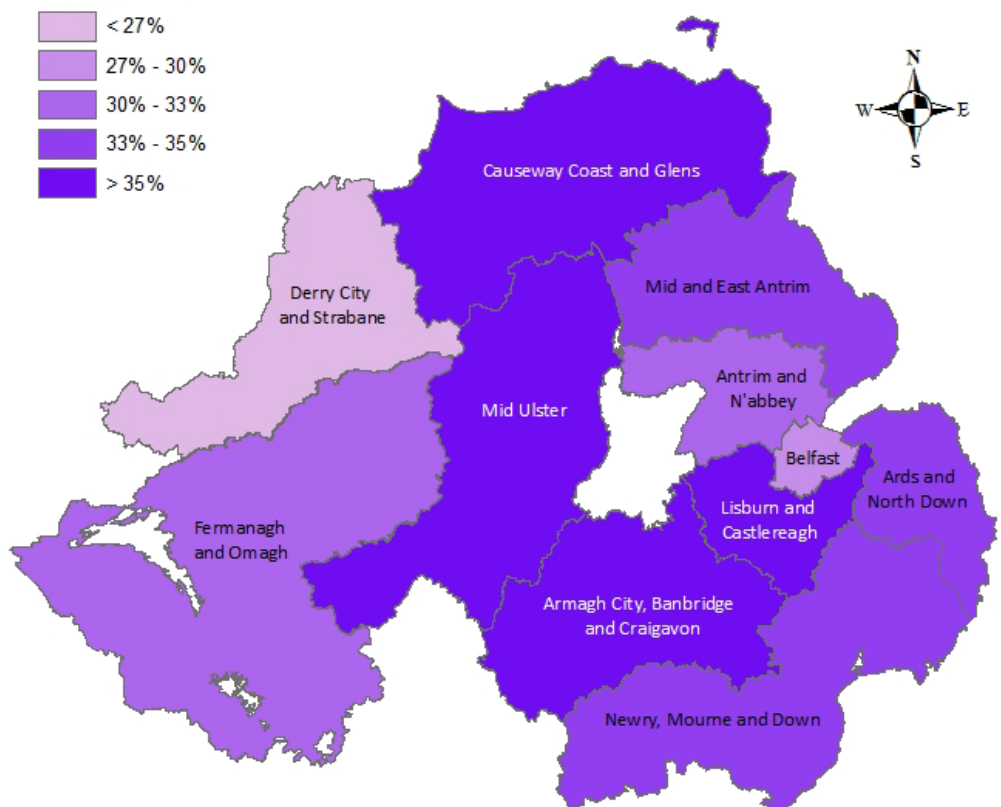 < 27%
27% - 30%
30% - 33%
33% - 35%
> 35%
N
W E
S
Causeway Coast and Glens
Derry City
and Strabane
Mid and East Antrim
Antrim and
N'abbey
Mid Ulster
Belfast
Ards and
North Down
Lisburn and
Castlereagh
Fermanagh
and Omagh
Armagh City, Banbridge
and Craigavon
Newry, Mourne and Down